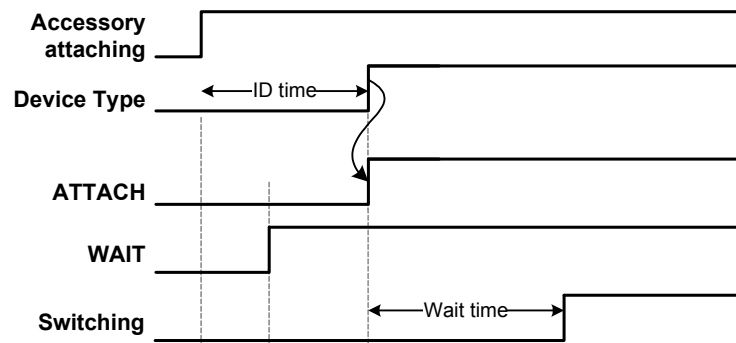 Accessory
attaching
ID time
Device Type
ATTACH
WAIT
Wait time
Switching